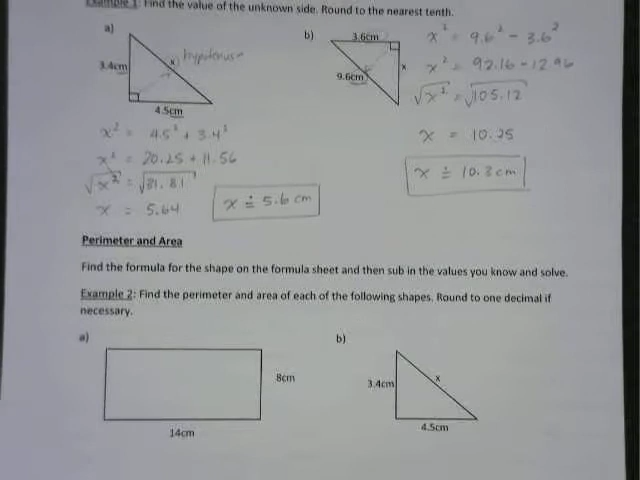 Example 1: Find the value of the unknown side. Round to the nearest tenth.
a)
3.4cm
x
hypotenuse
4.5cm
x² = 4.5² + 3.4²
x² = 20.25 + 11.56
√x² = √31.81
x = 5.64
x ≐ 5.6 cm
b)
3.6cm
9.6cm
x
x² = 9.6² - 3.6²
x² = 92.16 - 12.96
√x² = √105.12
x = 10.25
x ≐ 10.3 cm
Perimeter and Area
Find the formula for the shape on the formula sheet and then sub in the values you know and solve.
Example 2: Find the perimeter and area of each of the following shapes. Round to one decimal if
necessary.
a)
8cm
14cm
b)
3.4cm
x
4.5cm